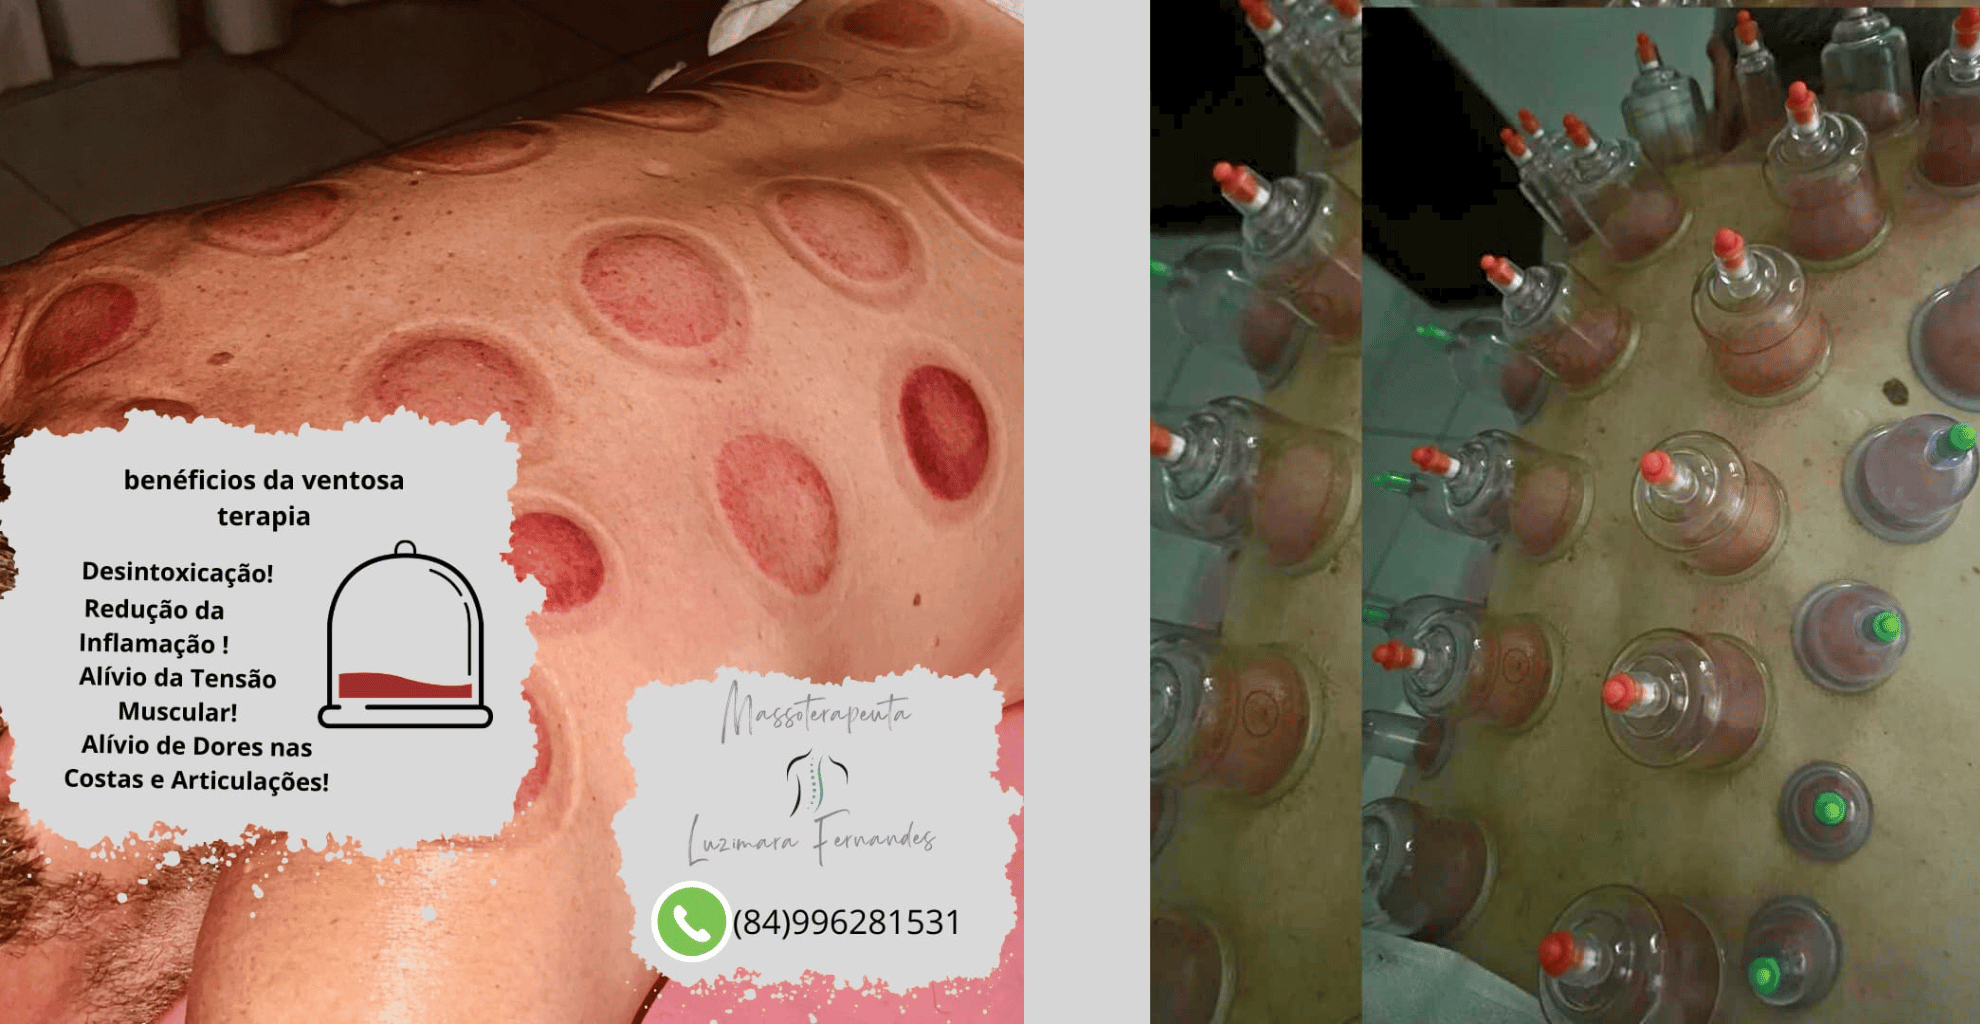 benéficios da ventosa
terapia
Desintoxicação!
Redução da
Inflamação !
Alívio da Tensão
Muscular!
Alívio de Dores nas
Costas e Articulações!
Massoterapeuta
Luzimara Fernandes
(84)996281531